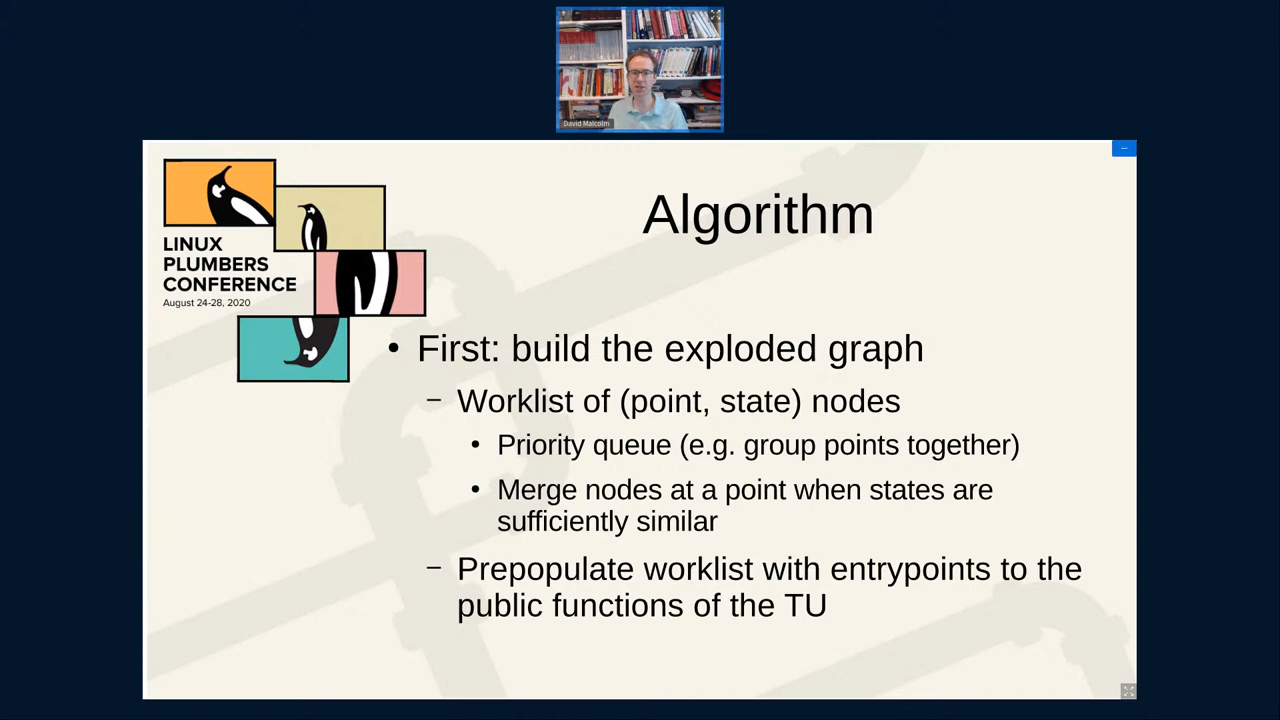 David Malcolm
LINUX
PLUMBERS
CONFERENCE
August 24-28, 2020
Algorithm
• First: build the exploded graph
– Worklist of (point, state) nodes
• Priority queue (e.g. group points together)
• Merge nodes at a point when states are
sufficiently similar
– Prepopulate worklist with entrypoints to the
public functions of the TU